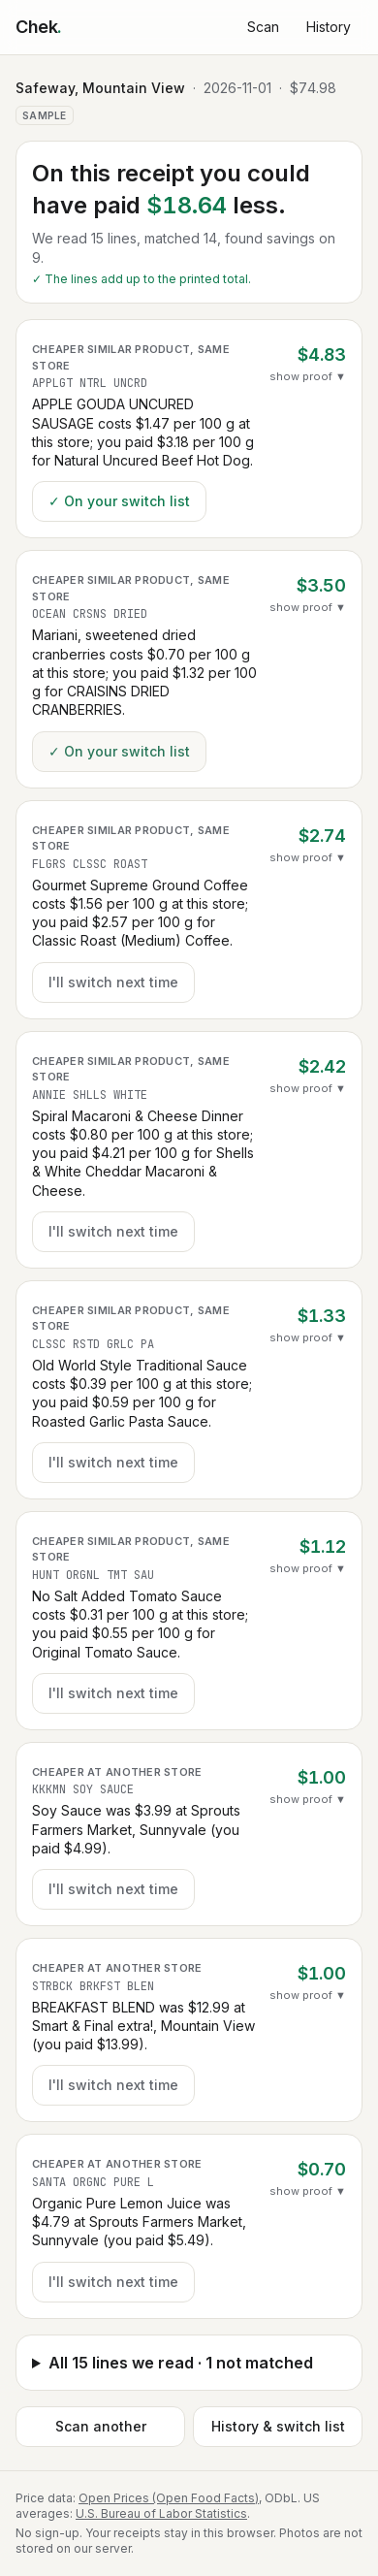 Chek.
Scan
History
Safeway, Mountain View · 2026-11-01 · $74.98
SAMPLE
On this receipt you could
have paid $18.64 less.
We read 15 lines, matched 14, found savings on
9.
✓ The lines add up to the printed total.
CHEAPER SIMILAR PRODUCT, SAME
STORE
APPLGT NTRL UNCRD
APPLE GOUDA UNCURED
SAUSAGE costs $1.47 per 100 g at
this store; you paid $3.18 per 100 g
for Natural Uncured Beef Hot Dog.
$4.83
show proof ▼
✓ On your switch list
CHEAPER SIMILAR PRODUCT, SAME
STORE
OCEAN CRSNS DRIED
Mariani, sweetened dried
cranberries costs $0.70 per 100 g
at this store; you paid $1.32 per 100
g for CRAISINS DRIED
CRANBERRIES.
$3.50
show proof ▼
✓ On your switch list
CHEAPER SIMILAR PRODUCT, SAME
STORE
FLGRS CLSSC ROAST
Gourmet Supreme Ground Coffee
costs $1.56 per 100 g at this store;
you paid $2.57 per 100 g for
Classic Roast (Medium) Coffee.
$2.74
show proof ▼
I'll switch next time
CHEAPER SIMILAR PRODUCT, SAME
STORE
ANNIE SHLLS WHITE
Spiral Macaroni & Cheese Dinner
costs $0.80 per 100 g at this store;
you paid $4.21 per 100 g for Shells
& White Cheddar Macaroni &
Cheese.
$2.42
show proof ▼
I'll switch next time
CHEAPER SIMILAR PRODUCT, SAME
STORE
CLSSC RSTD GRLC PA
Old World Style Traditional Sauce
costs $0.39 per 100 g at this store;
you paid $0.59 per 100 g for
Roasted Garlic Pasta Sauce.
$1.33
show proof ▼
I'll switch next time
CHEAPER SIMILAR PRODUCT, SAME
STORE
HUNT ORGNL TMT SAU
No Salt Added Tomato Sauce
costs $0.31 per 100 g at this store;
you paid $0.55 per 100 g for
Original Tomato Sauce.
$1.12
show proof ▼
I'll switch next time
CHEAPER AT ANOTHER STORE
KKKMN SOY SAUCE
Soy Sauce was $3.99 at Sprouts
Farmers Market, Sunnyvale (you
paid $4.99).
$1.00
show proof ▼
I'll switch next time
CHEAPER AT ANOTHER STORE
STRBCK BRKFST BLEN
BREAKFAST BLEND was $12.99 at
Smart & Final extra!, Mountain View
(you paid $13.99).
$1.00
show proof ▼
I'll switch next time
CHEAPER AT ANOTHER STORE
SANTA ORGNC PURE L
Organic Pure Lemon Juice was
$4.79 at Sprouts Farmers Market,
Sunnyvale (you paid $5.49).
$0.70
show proof ▼
I'll switch next time
▶ All 15 lines we read · 1 not matched
Scan another
History & switch list
Price data: Open Prices (Open Food Facts), ODbL. US
averages: U.S. Bureau of Labor Statistics.
No sign-up. Your receipts stay in this browser. Photos are not
stored on our server.